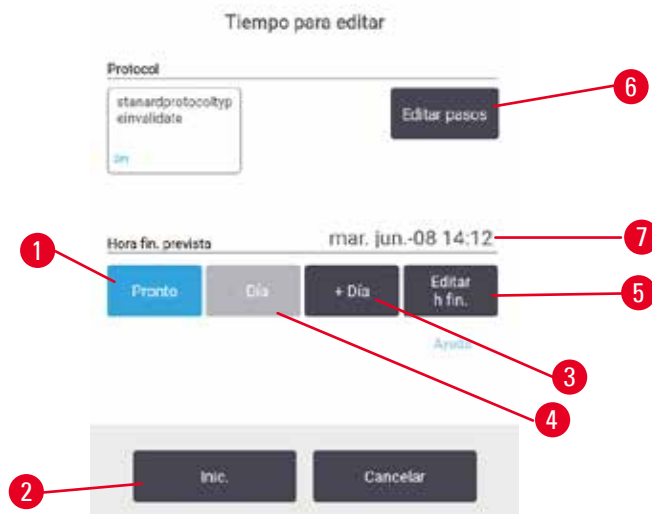 Tiempo para editar
Protocol
stanardprotocoltyp
einvalidate
Editar pasos
6
Hora fin. prevista
mar. jun.-08 14:12
7
1
Pronto
Día
+ Día
Editar
h fin.
5
Ayuda
3
4
Inic.
Cancelar
2